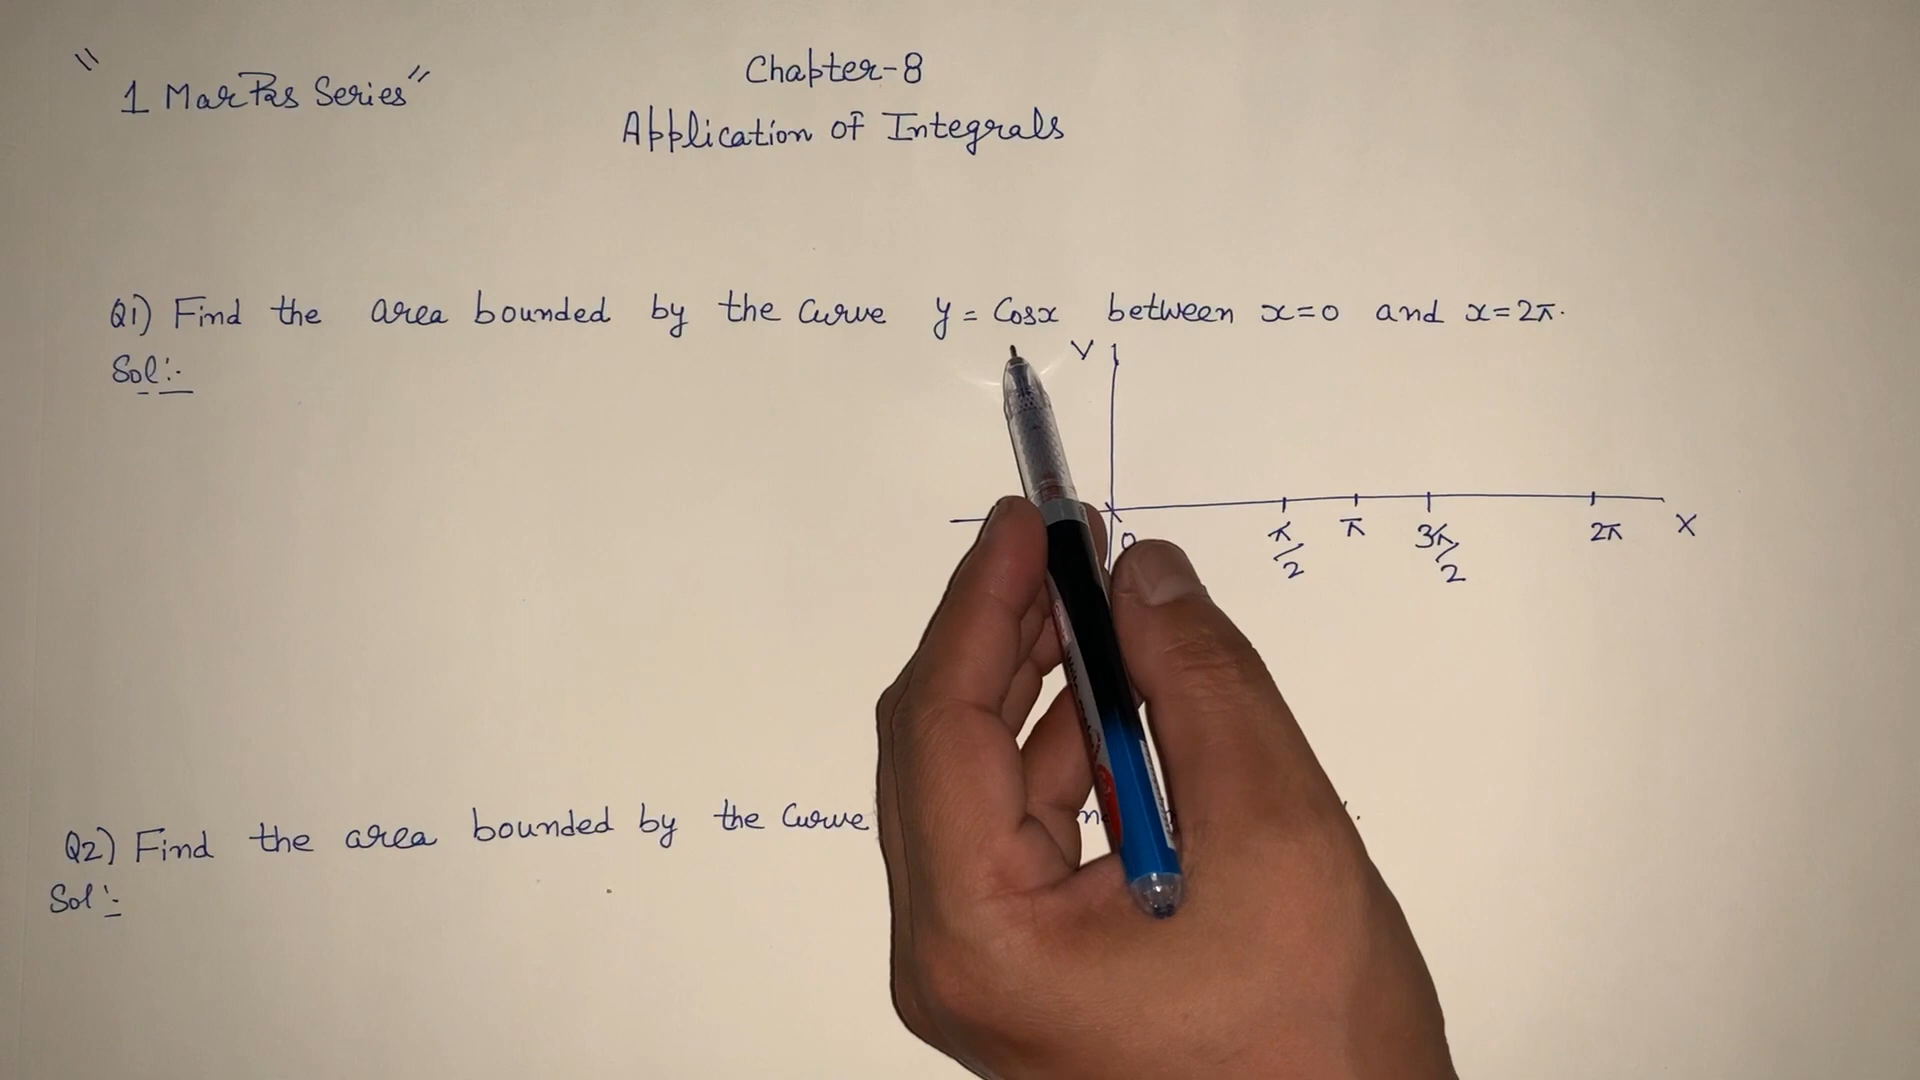 "1 Marks Series"
Chapter-8
Application of Integrals
Q1) Find the area bounded by the curve y = Cosx between x=0 and x=2π.
Sol:-
Y
0 π/2 π 3π/2 2π X
Q2) Find the area bounded by the Curve
Sol:-